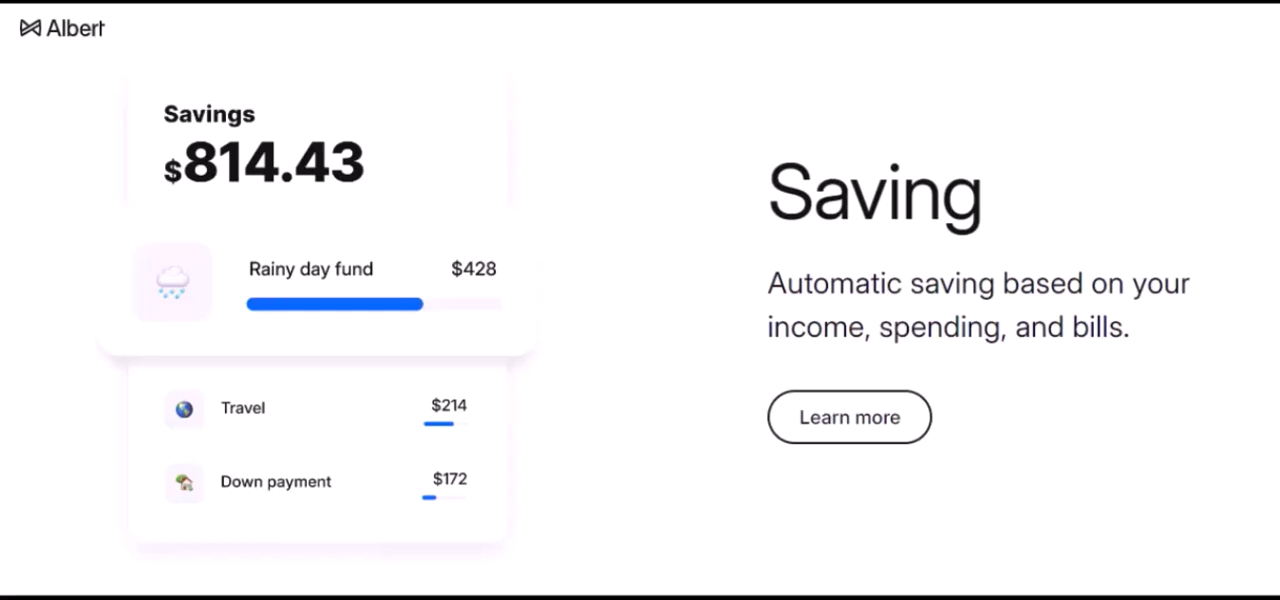 Albert
Savings
$814.43
Rainy day fund $428
Travel $214
Down payment $172
Saving
Automatic saving based on your
income, spending, and bills.
Learn more